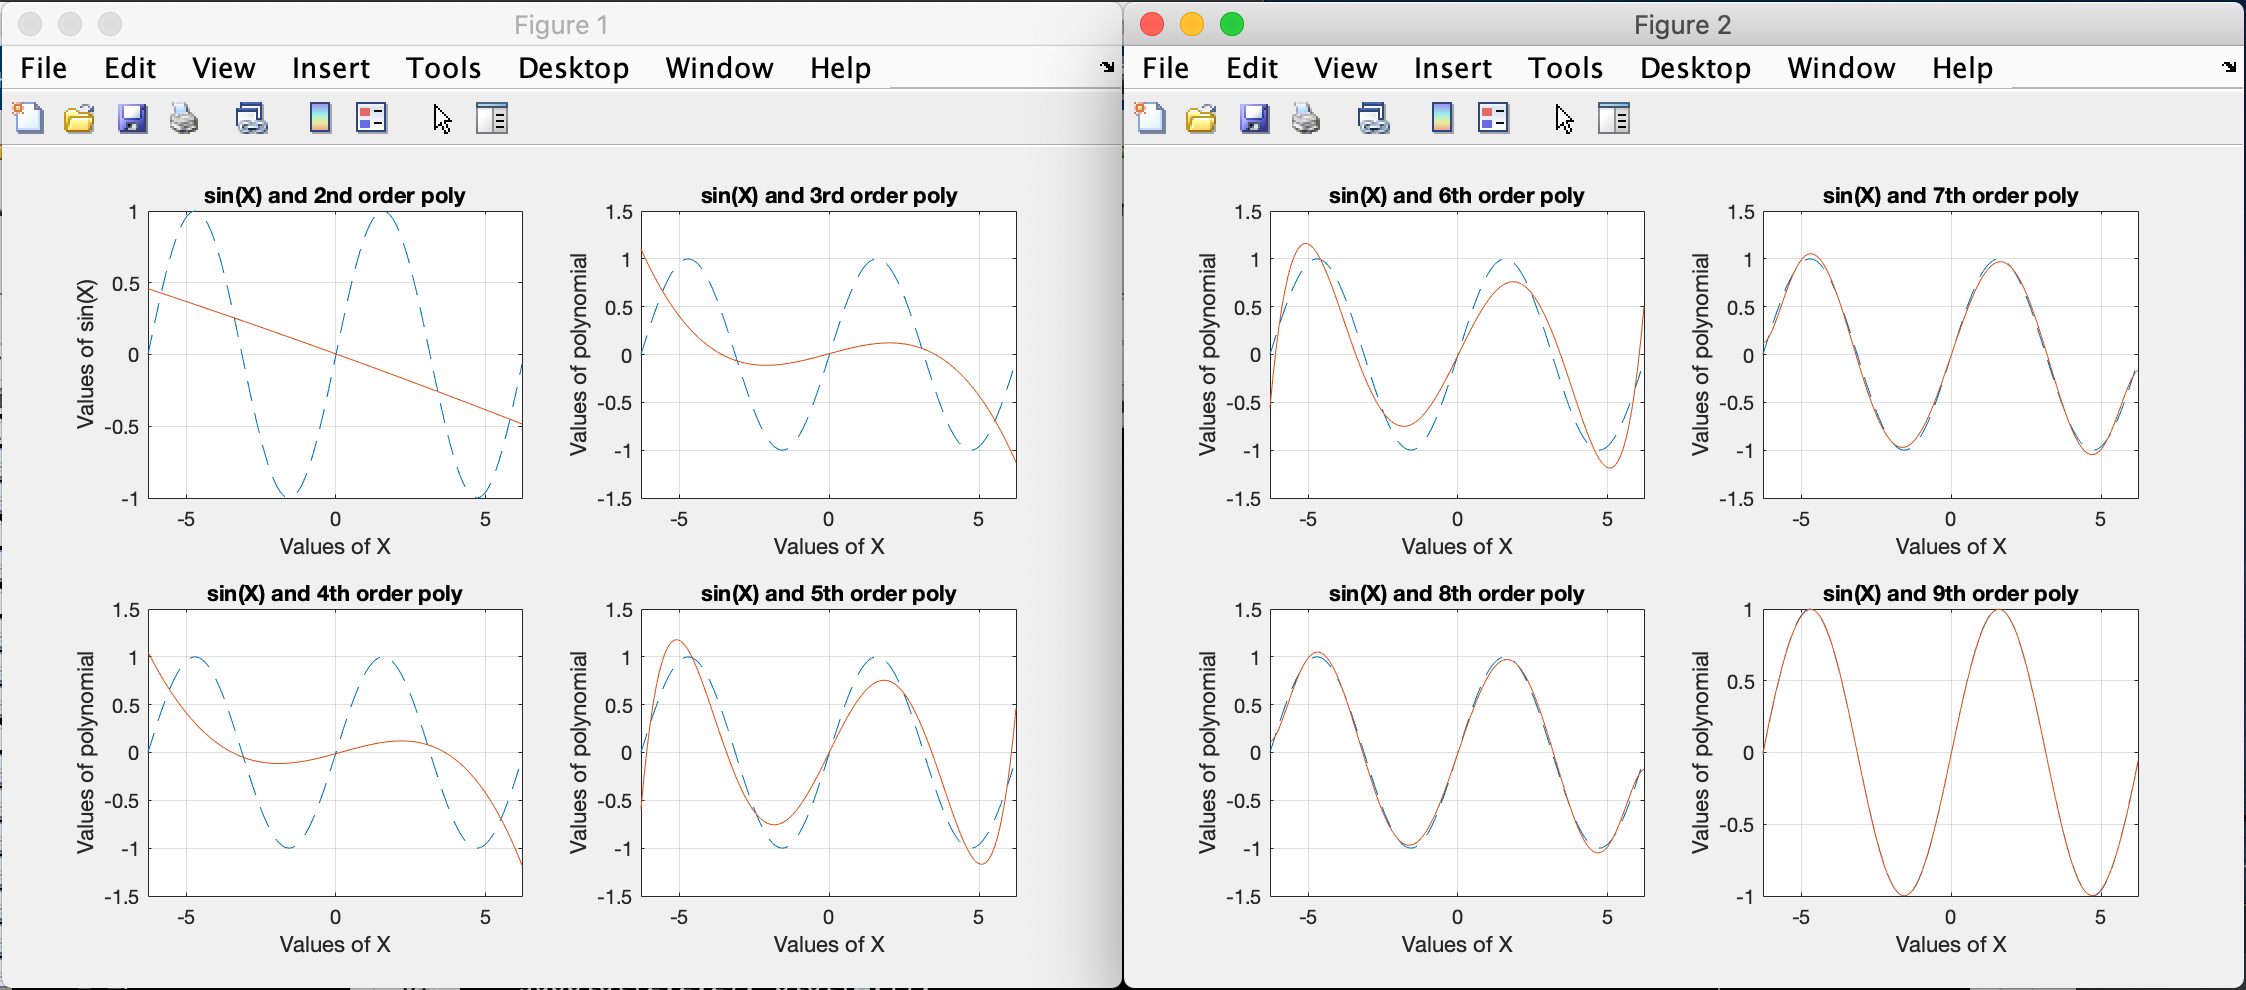 Figure 1
File Edit View Insert Tools Desktop Window Help
sin(X) and 2nd order poly
1
0.5
0
-0.5
-1
Values of sin(X)
-5 0 5
Values of X
sin(X) and 3rd order poly
1.5
1
0.5
0
-0.5
-1
-1.5
Values of polynomial
-5 0 5
Values of X
sin(X) and 4th order poly
1.5
1
0.5
0
-0.5
-1
-1.5
Values of polynomial
-5 0 5
Values of X
sin(X) and 5th order poly
1.5
1
0.5
0
-0.5
-1
-1.5
Values of polynomial
-5 0 5
Values of X
Figure 2
File Edit View Insert Tools Desktop Window Help
sin(X) and 6th order poly
1.5
1
0.5
0
-0.5
-1
-1.5
Values of polynomial
-5 0 5
Values of X
sin(X) and 7th order poly
1.5
1
0.5
0
-0.5
-1
-1.5
Values of polynomial
-5 0 5
Values of X
sin(X) and 8th order poly
1.5
1
0.5
0
-0.5
-1
-1.5
Values of polynomial
-5 0 5
Values of X
sin(X) and 9th order poly
1
0.5
0
-0.5
-1
Values of polynomial
-5 0 5
Values of X